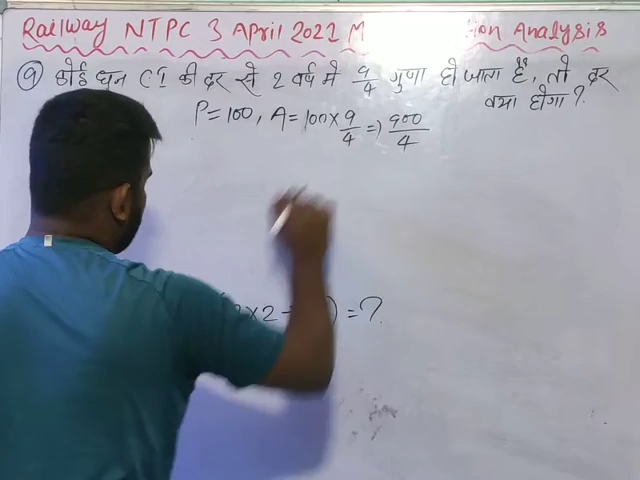 Railway NTPC 3 April 2022 M
ion Analysis
9 कोई धन CI की दर से 2 वर्ष मे 9/4 गुणा हो जाता है, तो दर
क्या होगा?
P=100, A=100×9/4=>900/4
×2-
)=?